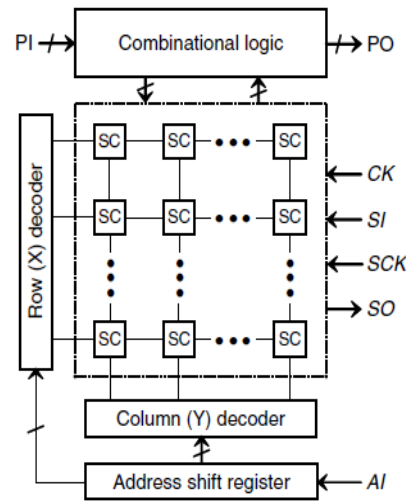 PI
Combinational logic
PO
Row (X) decoder
SC SC ••• SC
CK
SC SC ••• SC
SI
SCK
SO
SC SC ••• SC
Column (Y) decoder
Address shift register
AI